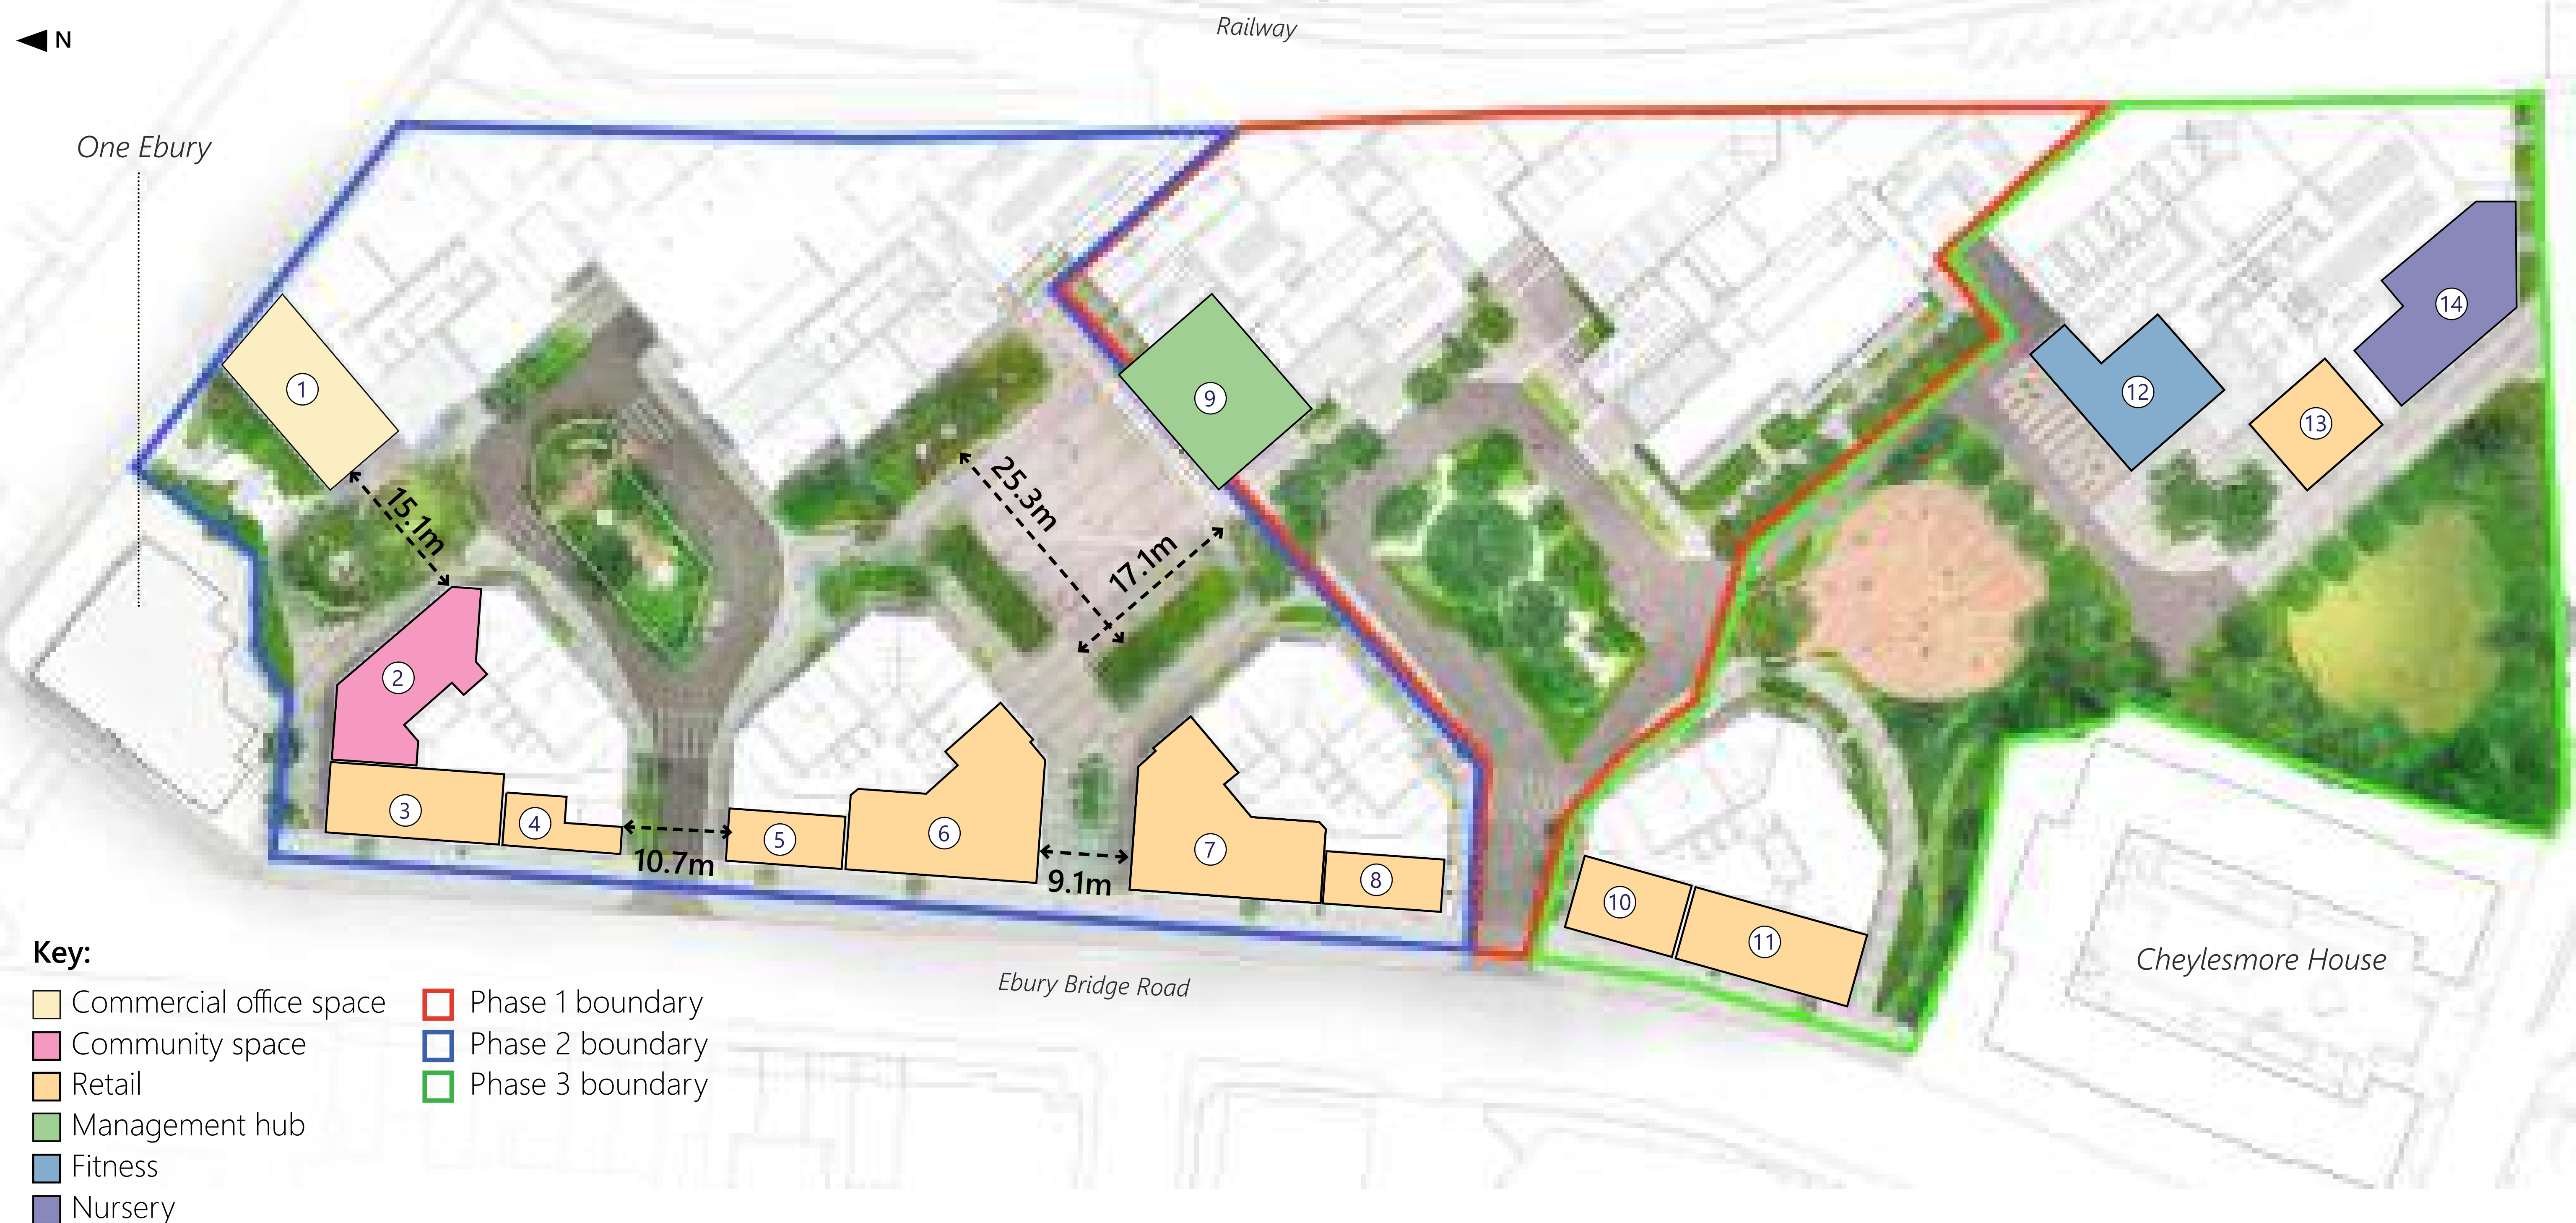 Railway
N
One Ebury
1
14
9
12
13
15.1m
25.3m
17.1m
2
3
4
5
6
7
8
10.7m
9.1m
10
11
Ebury Bridge Road
Cheylesmore House
Key:
Commercial office space
Community space
Retail
Management hub
Fitness
Nursery
Phase 1 boundary
Phase 2 boundary
Phase 3 boundary